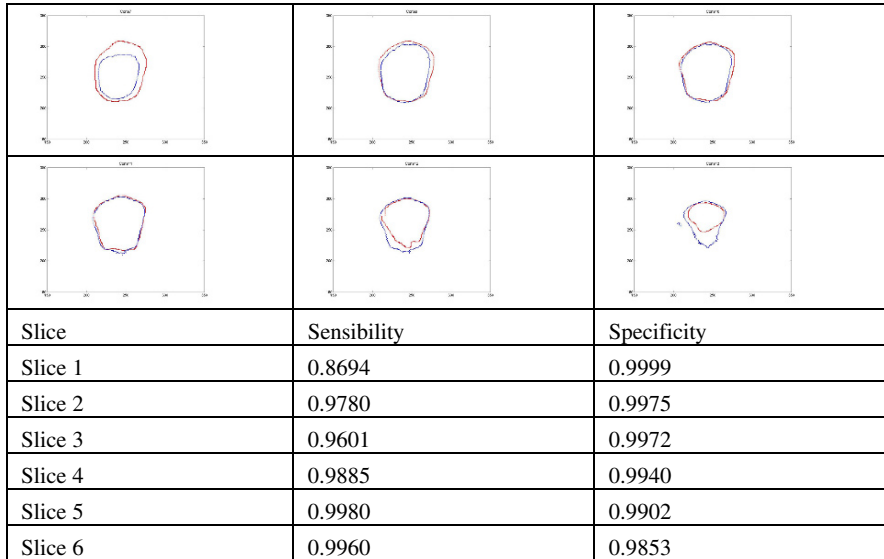 Slice Sensibility Specificity
Slice 1 0.8694 0.9999
Slice 2 0.9780 0.9975
Slice 3 0.9601 0.9972
Slice 4 0.9885 0.9940
Slice 5 0.9980 0.9902
Slice 6 0.9960 0.9853